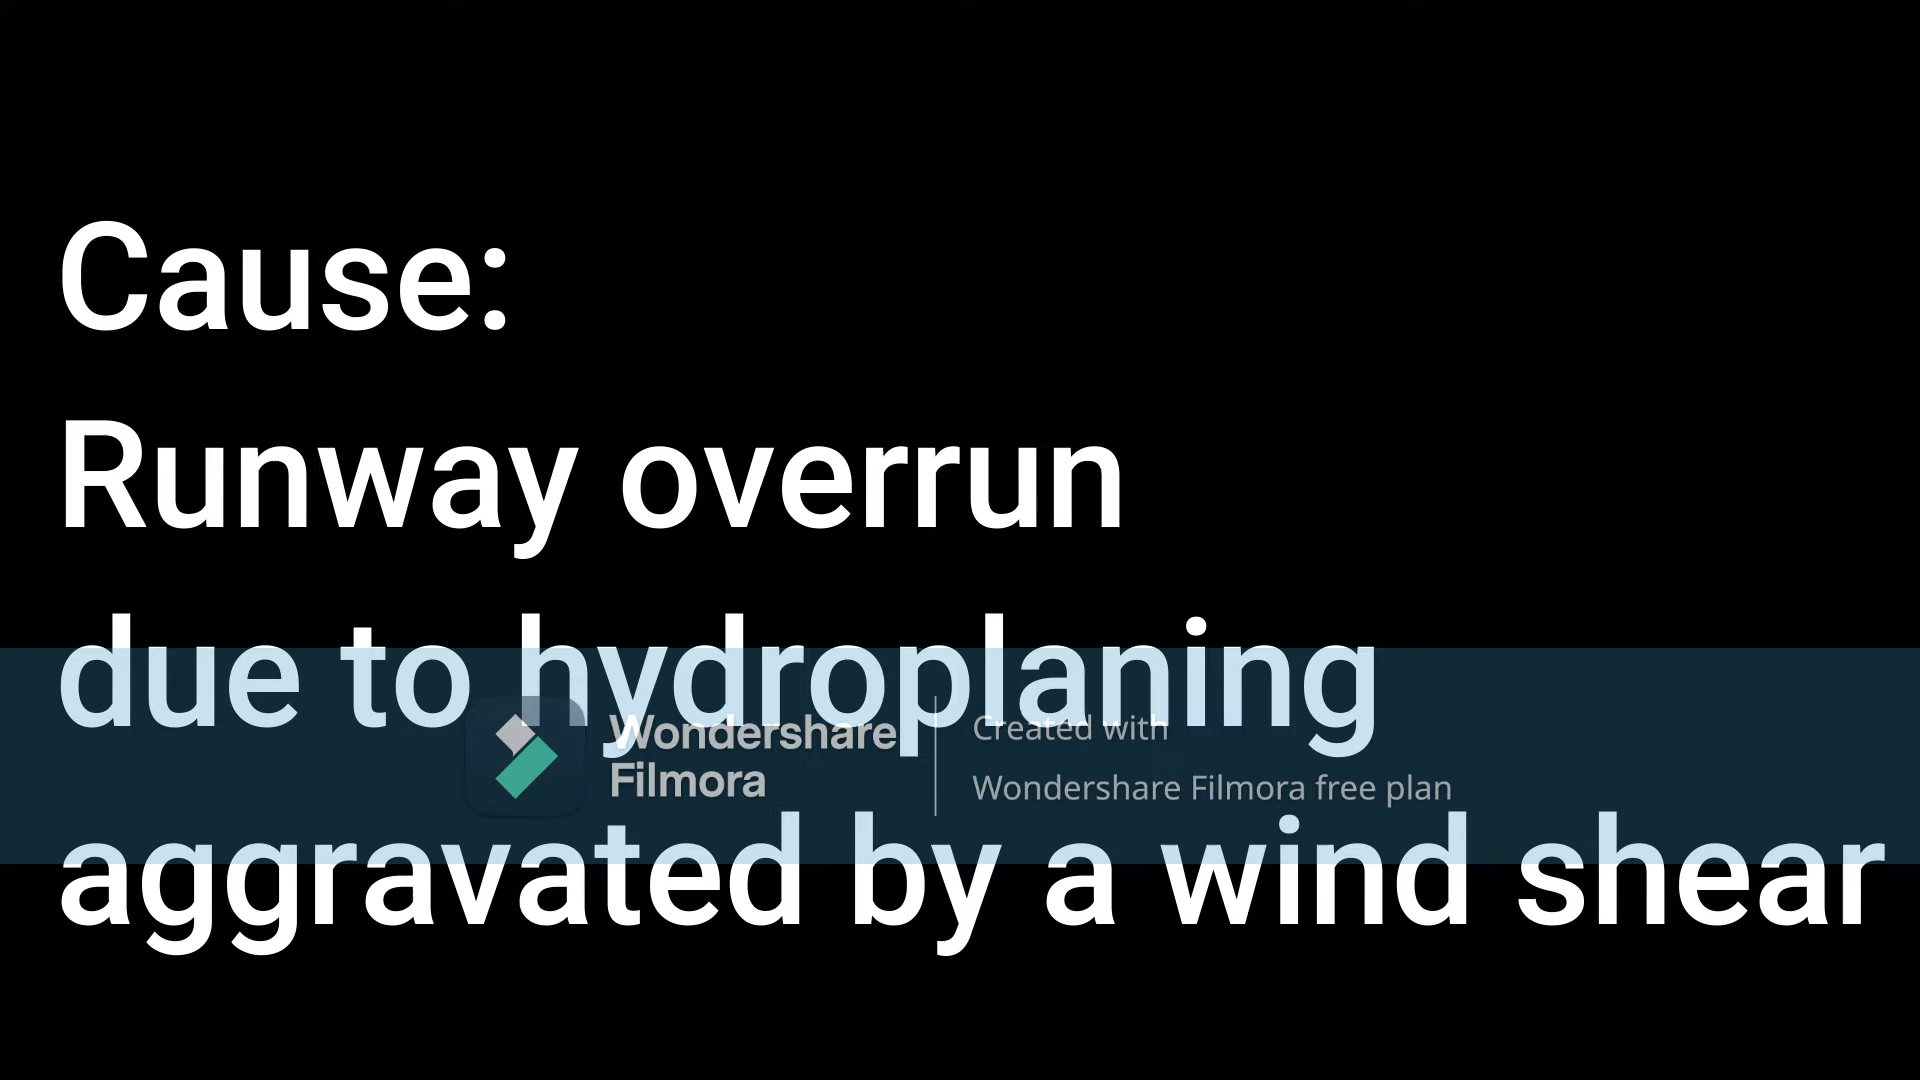 Cause:
Runway overrun
due to hydroplaning
Wondershare
Filmora
Created with
Wondershare Filmora free plan
aggravated by a wind shear